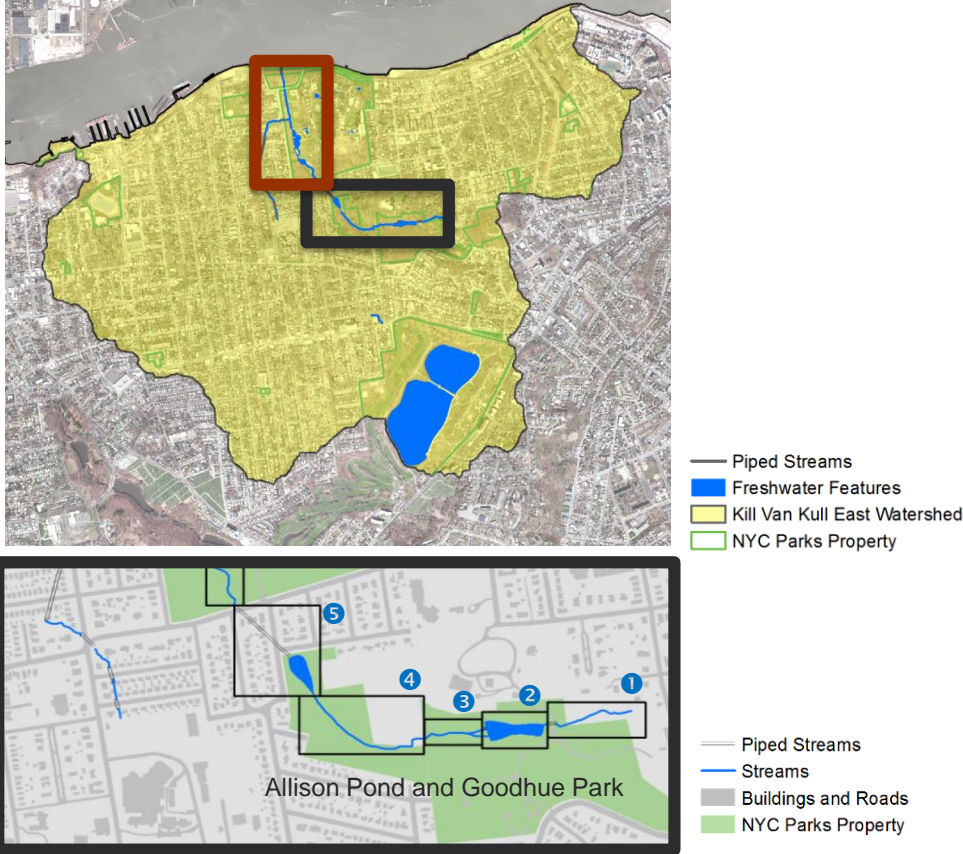 Piped Streams
Freshwater Features
Kill Van Kull East Watershed
NYC Parks Property
5
4
3
2
1
Allison Pond and Goodhue Park
Piped Streams
Streams
Buildings and Roads
NYC Parks Property